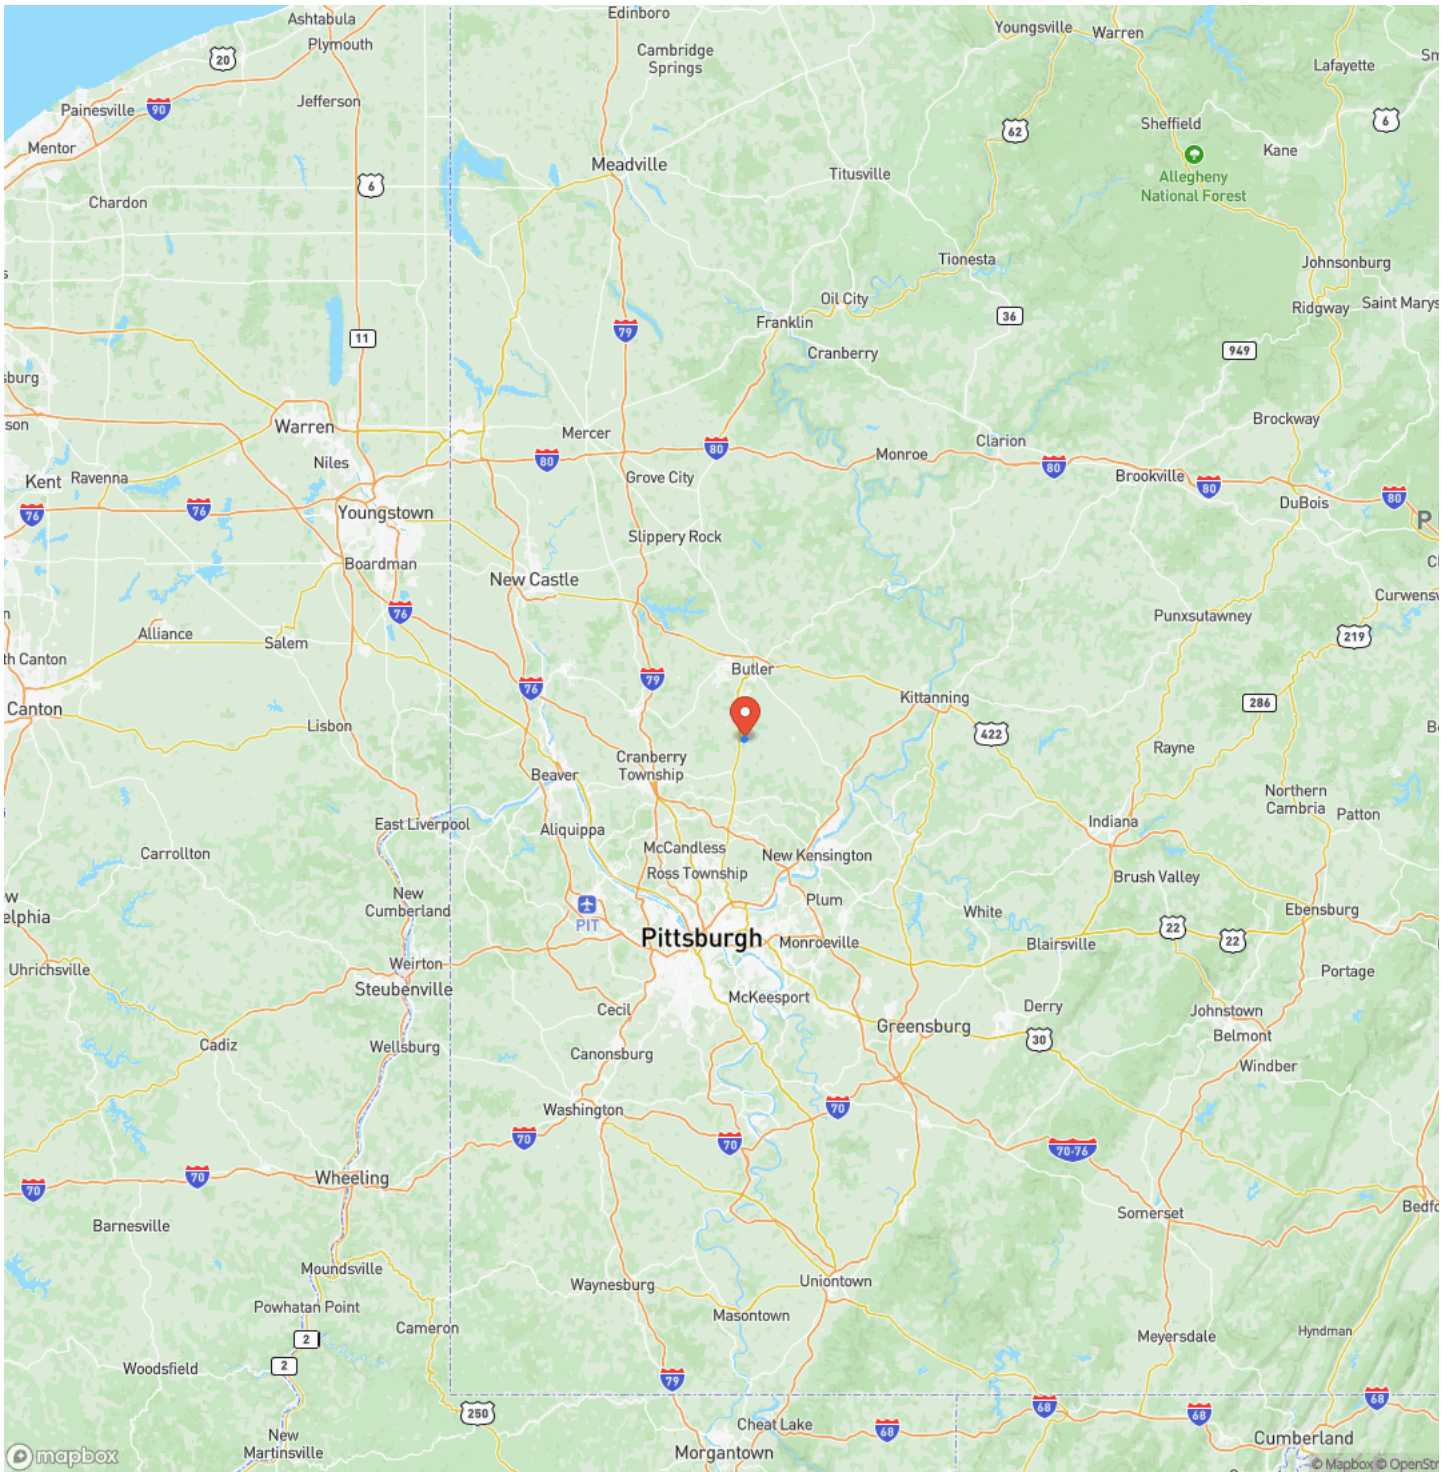 Ashtabula
Edinboro
Plymouth
20
Cambridge
Springs
Youngsville
Warren
Lafayette
Painesville
90
Jefferson
62
Sheffield
6
Mentor
Kane
Meadville
Titusville
Allegheny
National Forest
6
Chardon
Tionesta
Johnsonburg
Oil City
Ridgway
Saint Marys
Franklin
36
79
11
Cranberry
949
sburg
Warren
Mercer
Brockway
son
Clarion
80
80
Monroe
80
Niles
Grove City
Brookville
80
80
Kent
Ravenna
76
76
Youngstown
DuBois
P
Slippery Rock
Boardman
New Castle
76
Curwensv
Punxsutawney
Alliance
Salem
219
th Canton
Butler
79
76
Kittanning
286
Canton
Lisbon
422
Rayne
Cranberry
Township
Beaver
Northern
Cambria
Patton
East Liverpool
Aliquippa
Indiana
Carrollton
McCandless
New Kensington
Ross Township
Brush Valley
New
Cumberland
PIT
Plum
White
Ebensburg
elphia
22
22
Pittsburgh
Monroeville
Blairsville
Weirton
Uhrichsville
Portage
Steubenville
McKeesport
Cecil
Derry
Johnstown
Greensburg
30
Belmont
Cadiz
Wellsburg
Canonsburg
Windber
Washington
70
70
70
70-76
Wheeling
70
70
Barnesville
Somerset
Bedfo
Moundsville
Waynesburg
Uniontown
Powhatan Point
Masontown
Cameron
2
Meyersdale
Hyndman
2
Woodsfield
79
68
68
68
250
Cheat Lake
68
New
Martinsville
Morgantown
Cumberland
mapbox
© Mapbox © OpenStr